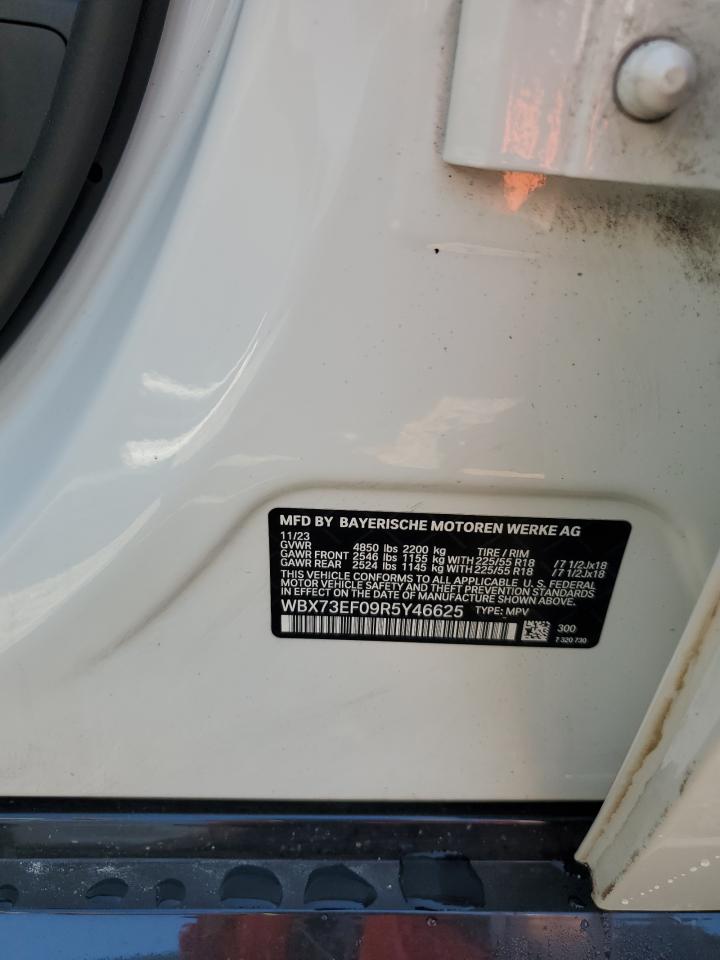 MFD BY BAYERISCHE MOTOREN WERKE AG
11/23
GVWR 4850 lbs 2200 kg TIRE / RIM
GAWR FRONT 2546 lbs 1155 kg WITH 225/55 R18 /7 1/2Jx18
GAWR REAR 2524 lbs 1145 kg WITH 225/55 R18 /7 1/2Jx18
THIS VEHICLE CONFORMS TO ALL APPLICABLE U. S. FEDERAL
MOTOR VEHICLE SAFETY AND THEFT PREVENTION STANDARDS
IN EFFECT ON THE DATE OF MANUFACTURE SHOWN ABOVE.
WBX73EF09R5Y46625 TYPE: MPV
300
7 320 730